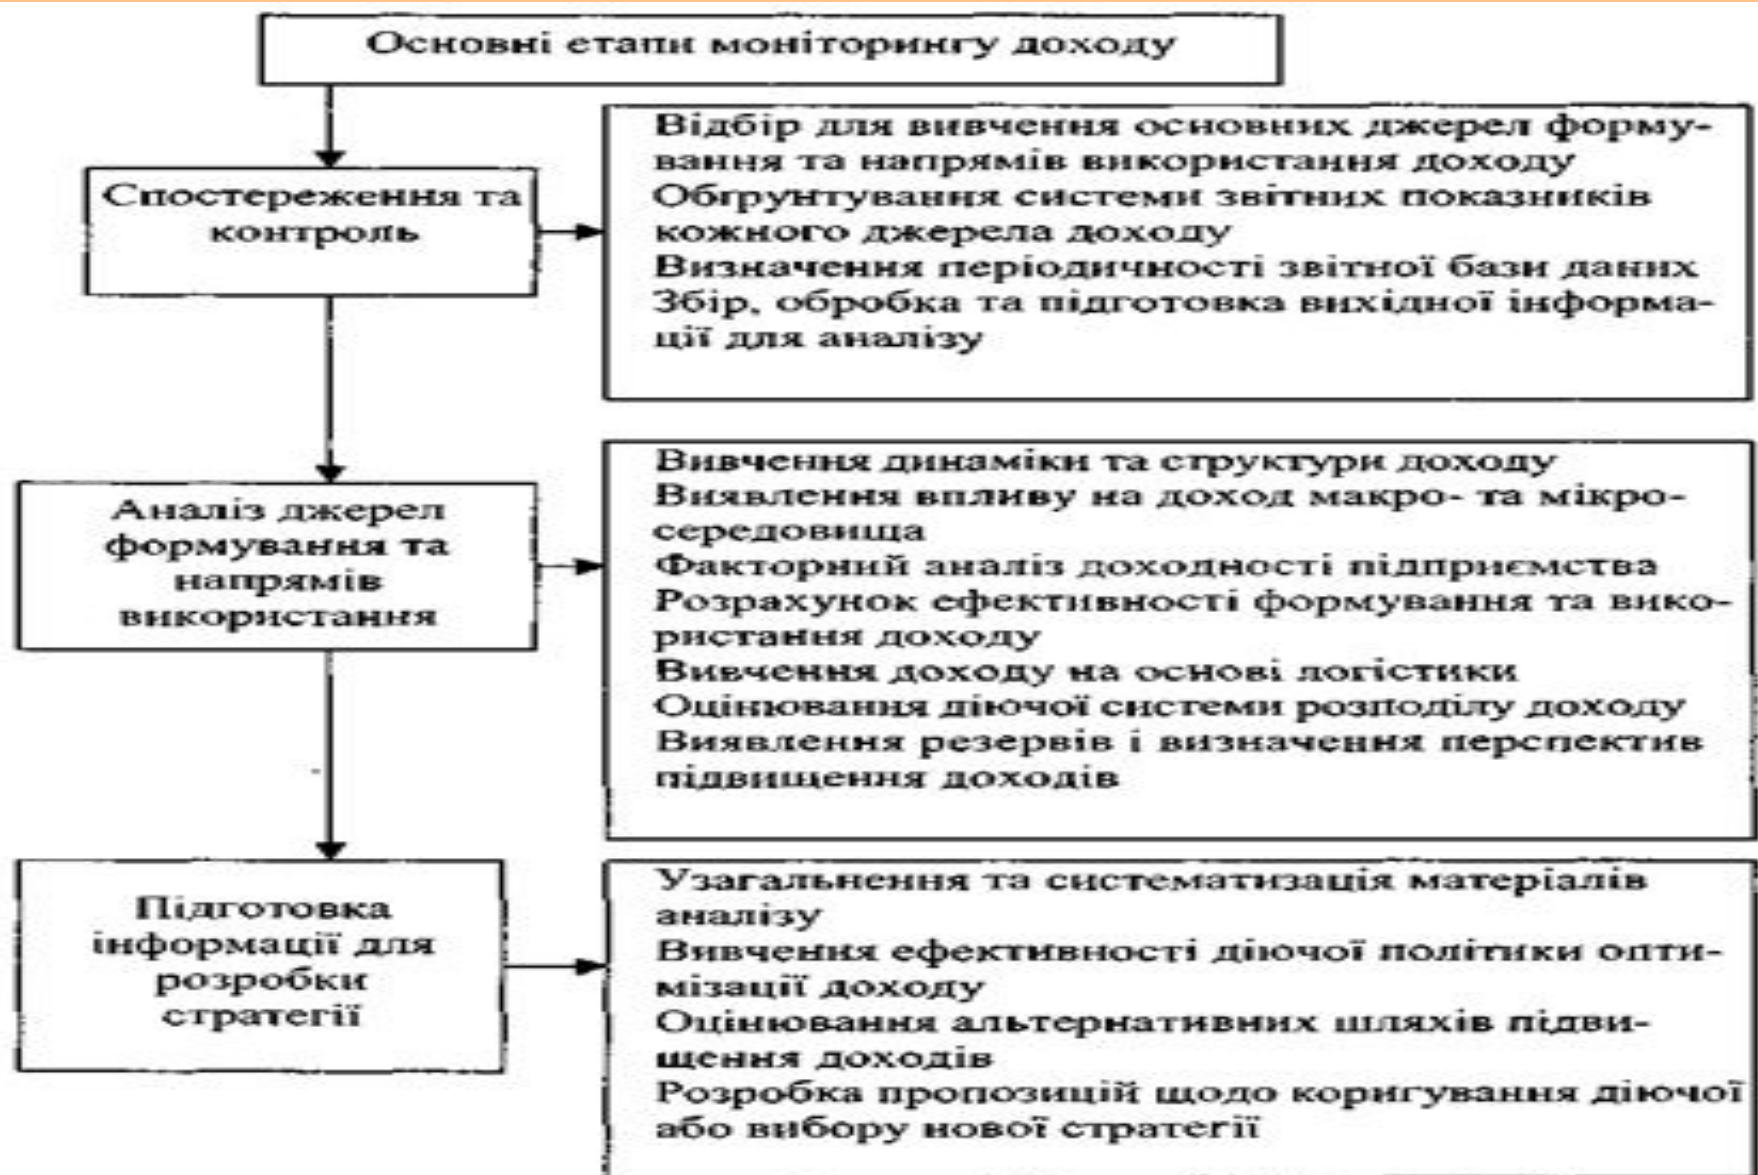 Основні етапи моніторингу доходу
Спостереження та
контроль
Відбір для вивчення основних джерел форму-
вання та напрямів використання доходу
Обґрунтування системи звітних показників
кожного джерела доходу
Визначення періодичності звітної бази даних
Збір, обробка та підготовка вихідної інформа-
ції для аналізу
Аналіз джерел
формування та
напрямів
використання
Вивчення динаміки та структури доходу
Виявлення впливу на доход макро- та мікро-
середовища
Факторний аналіз доходності підприємства
Розрахунок ефективності формування та вико-
ристання доходу
Вивчення доходу на основі логістики
Оцінювання діючої системи розподілу доходу
Виявлення резервів і визначення перспектив
підвищення доходів
Підготовка
інформації для
розробки
стратегії
Узагальнення та систематизація матеріалів
аналізу
Вивчення ефективності діючої політики опти-
мізації доходу
Оцінювання альтернативних шляхів підви-
щення доходів
Розробка пропозицій щодо коригування діючої
або вибору нової стратегії